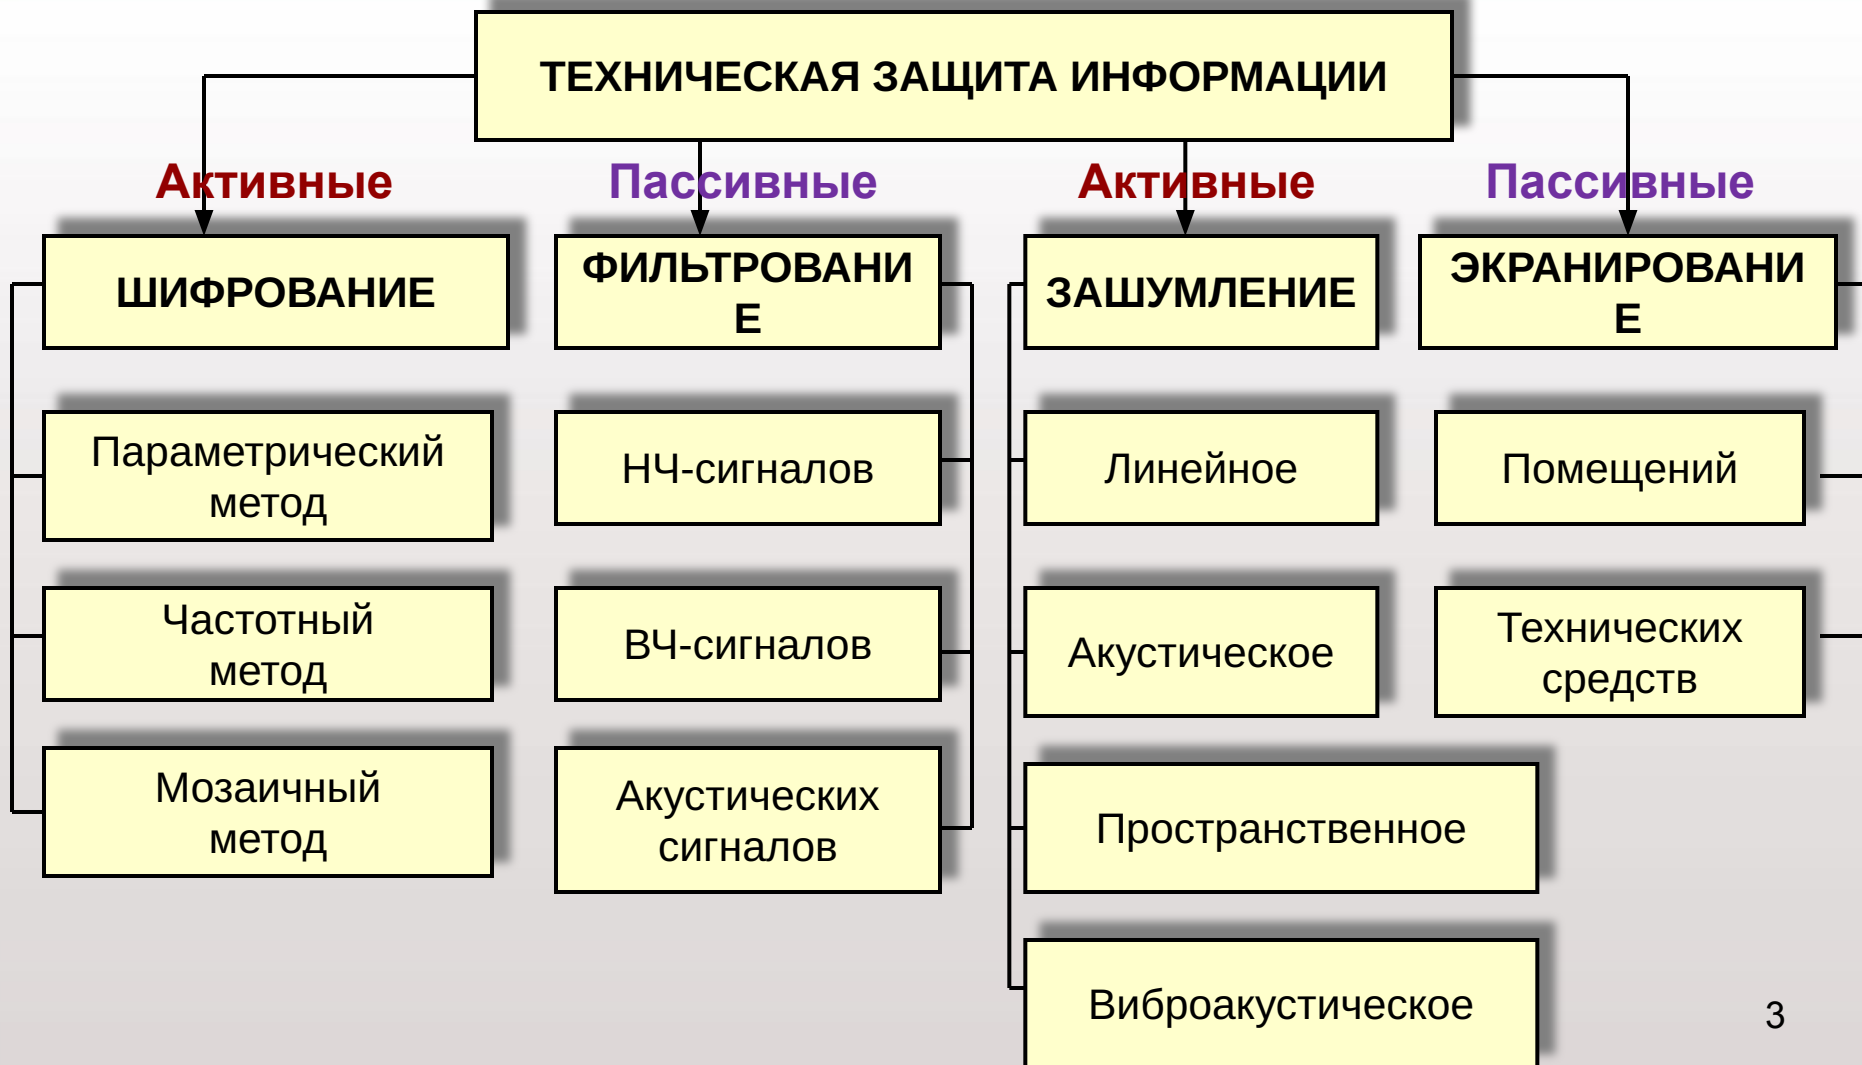 ТЕХНИЧЕСКАЯ ЗАЩИТА ИНФОРМАЦИИ
Активные
Пассивные
Активные
Пассивные
ШИФРОВАНИЕ
ФИЛЬТРОВАНИ
Е
ЗАШУМЛЕНИЕ
ЭКРАНИРОВАНИ
Е
Параметрический
метод
НЧ-сигналов
Линейное
Помещений
Частотный
метод
ВЧ-сигналов
Акустическое
Технических
средств
Мозаичный
метод
Акустических
сигналов
Пространственное
Виброакустическое
3